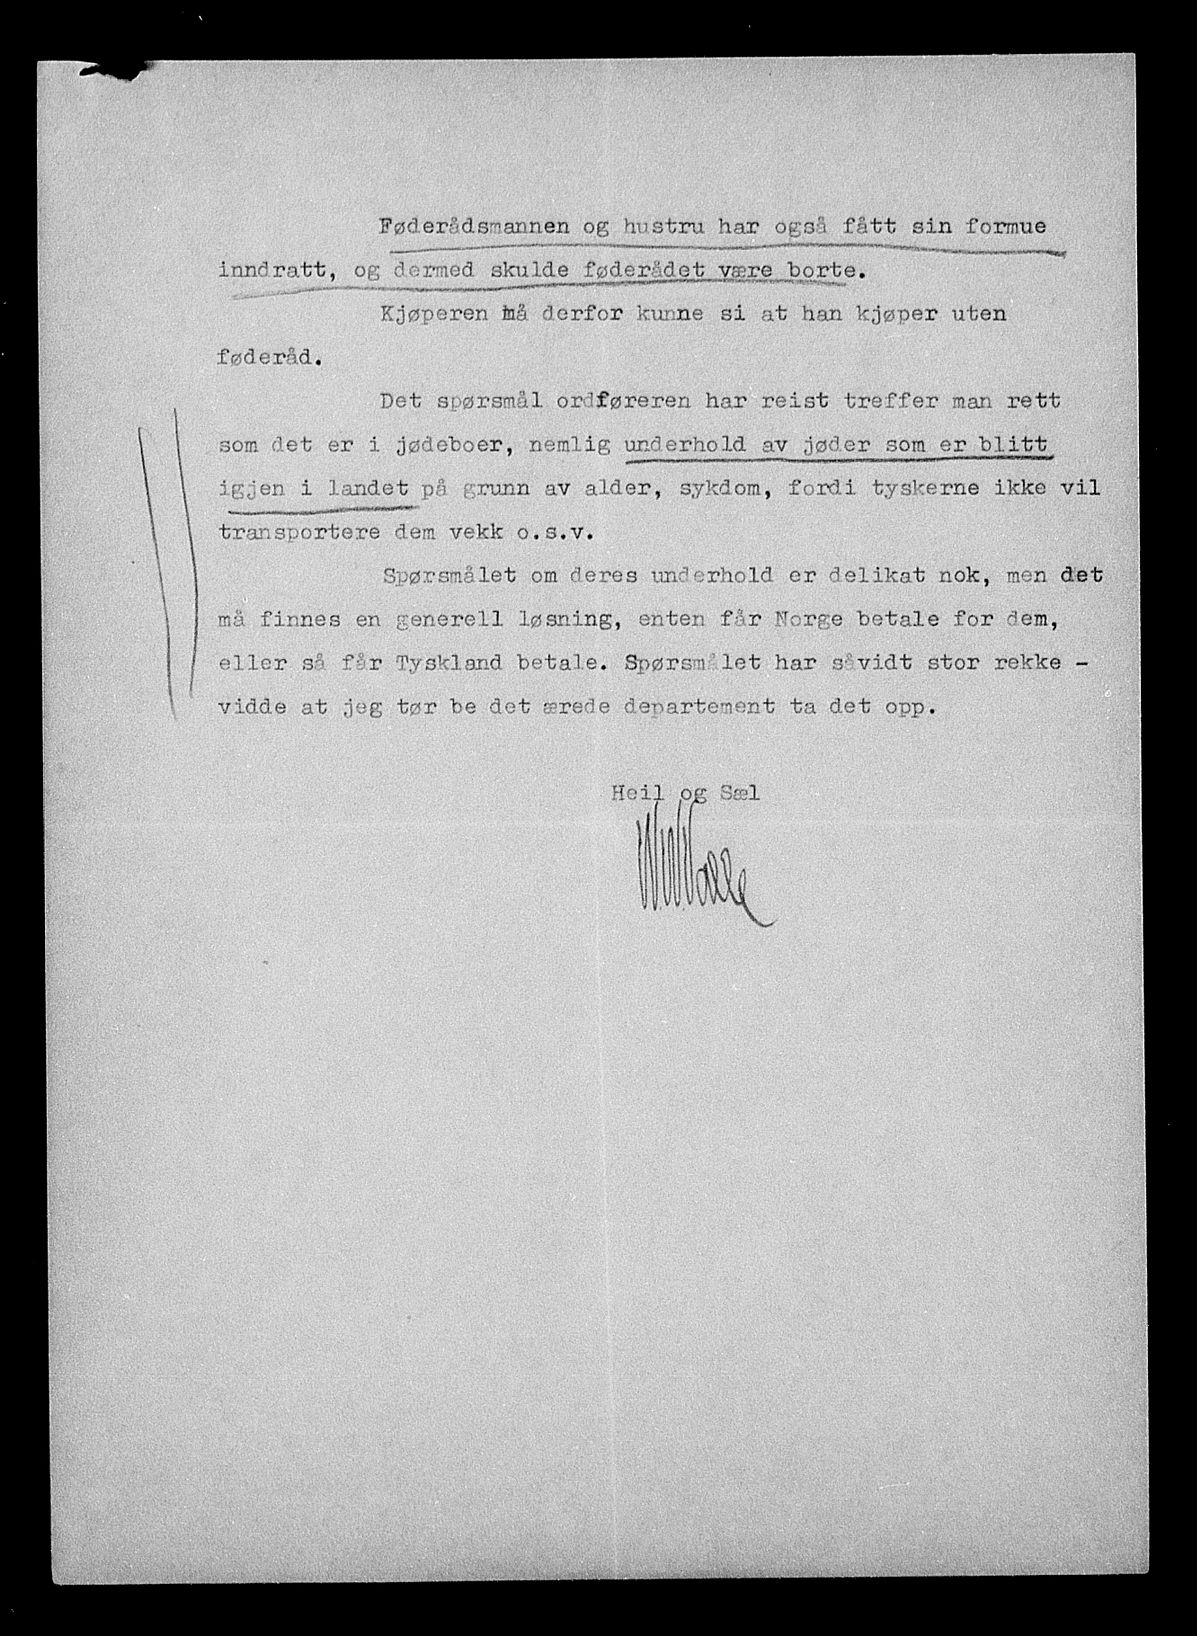 Føderådsmannen og hustru har også fått sin formue
inndratt, og dermed skulde føderådet være borte.
Kjøperen må derfor kunne si at han kjøper uten
føderåd.
Det spørsmål ordføreren har reist treffer man rett
som det er i jødeboer, nemlig underhold av jøder som er blitt
igjen i landet på grunn av alder, sykdom, fordi tyskerne ikke vil
transportere dem vekk o.s.v.
Spørsmålet om deres underhold er delikat nok, men det
må finnes en generell løsning, enten får Norge betale for dem,
eller så får Tyskland betale. Spørsmålet har såvidt stor rekke -
vidde at jeg tør be det ærede departement ta det opp.
Heil og Sæl